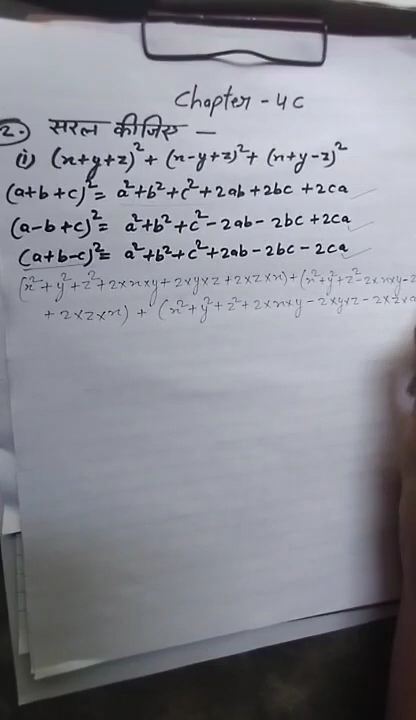 Chapter - 4C
2. सरल कीजिए —
(i) (x+y+z)² + (x-y+z)² + (x+y-z)²
(a+b+c)² = a²+b²+c²+2ab+2bc+2ca
(a-b+c)² = a²+b²+c²-2ab-2bc+2ca
(a+b-c)² = a²+b²+c²+2ab-2bc-2ca
(x²+y²+z²+2×x×y+2×y×z+2×z×x)+(x²+y²+z²-2×x×y-2
+2×z×x) + (x²+y²+z²+2×x×y-2×y×z-2×z×